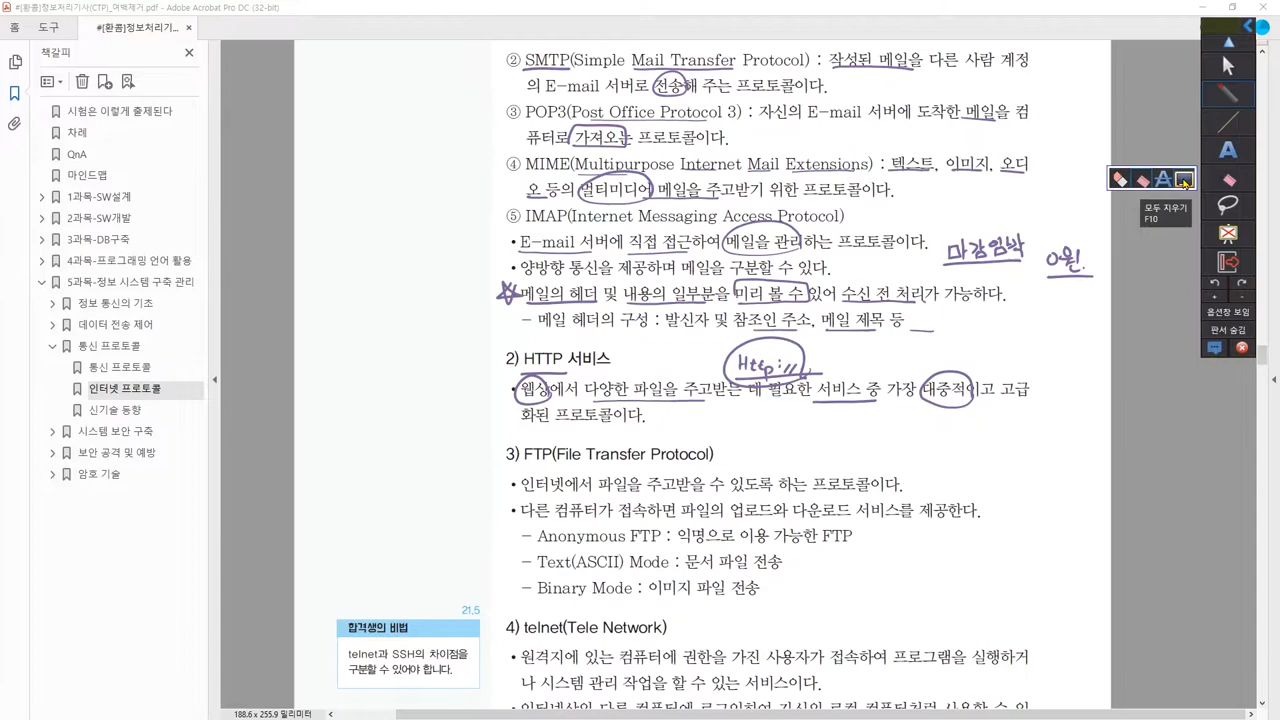 #[환콤]정보처리기사(CTP)_여백제거.pdf - Adobe Acrobat Pro DC (32-bit)
홈 도구 #[환콤]정보처리기... ×
책갈피
시험은 이렇게 출제된다
차례
QnA
마인드맵
1과목-SW설계
2과목-SW개발
3과목-DB구축
4과목-프로그래밍 언어 활용
5과목-정보 시스템 구축 관리
정보 통신의 기초
데이터 전송 제어
통신 프로토콜
통신 프로토콜
인터넷 프로토콜
신기술 동향
시스템 보안 구축
보안 공격 및 예방
암호 기술
② SMTP(Simple Mail Transfer Protocol) : 작성된 메일을 다른 사람 계정
의 E-mail 서버로 전송해 주는 프로토콜이다.
③ POP3(Post Office Protocol 3) : 자신의 E-mail 서버에 도착한 메일을 컴
퓨터로 가져오는 프로토콜이다.
④ MIME(Multipurpose Internet Mail Extensions) : 텍스트, 이미지, 오디
오 등의 멀티미디어 메일을 주고받기 위한 프로토콜이다.
⑤ IMAP(Internet Messaging Access Protocol)
• E-mail 서버에 직접 접근하여 메일을 관리하는 프로토콜이다.
마감임박 0원.
• 양방향 통신을 제공하며 메일을 구분할 수 있다.
• 메일의 헤더 및 내용의 일부분을 미리 볼 수 있어 수신 전 처리가 가능하다.
– 메일 헤더의 구성 : 발신자 및 참조인 주소, 메일 제목 등
2) HTTP 서비스
Http://
• 웹상에서 다양한 파일을 주고받는 데 필요한 서비스 중 가장 대중적이고 고급
화된 프로토콜이다.
3) FTP(File Transfer Protocol)
• 인터넷에서 파일을 주고받을 수 있도록 하는 프로토콜이다.
• 다른 컴퓨터가 접속하면 파일의 업로드와 다운로드 서비스를 제공한다.
– Anonymous FTP : 익명으로 이용 가능한 FTP
– Text(ASCII) Mode : 문서 파일 전송
– Binary Mode : 이미지 파일 전송
21.5
합격생의 비법
telnet과 SSH의 차이점을
구분할 수 있어야 합니다.
4) telnet(Tele Network)
• 원격지에 있는 컴퓨터에 권한을 가진 사용자가 접속하여 프로그램을 실행하거
나 시스템 관리 작업을 할 수 있는 서비스이다.
188.6 x 255.9 밀리미터
모두 지우기
F10
옵션창 보임
판서 숨김